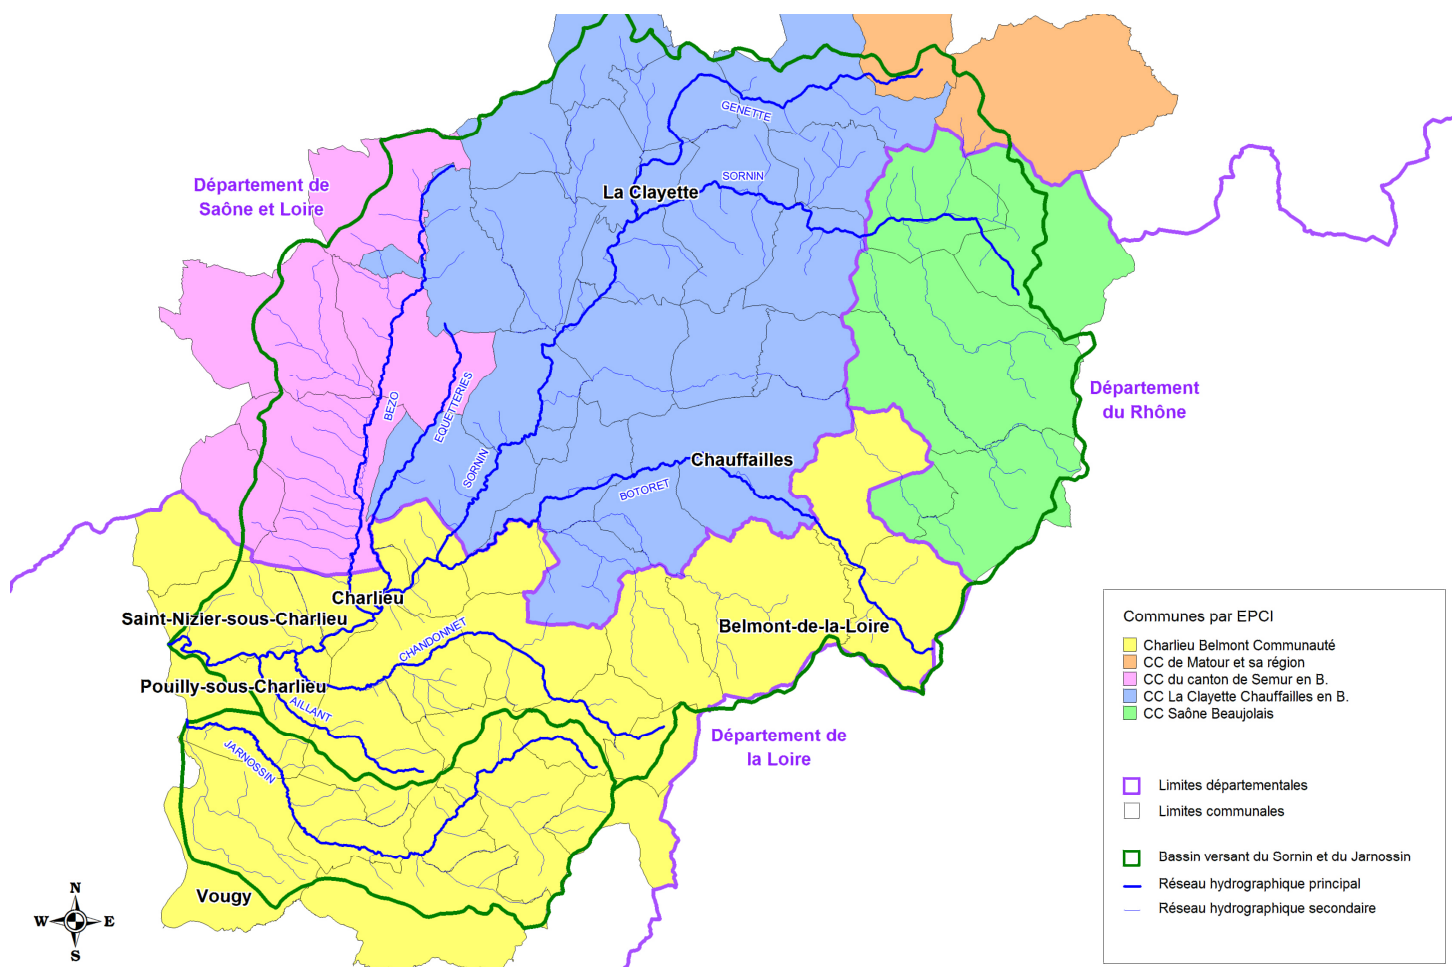 GENETTE
SORNIN
La Clayette
Département de
Saône et Loire
Département
du Rhône
BEZO
EQUETTERIES
SORNIN
Chauffailles
BOTORET
Charlieu
Saint-Nizier-sous-Charlieu
CHANDONNET
Belmont-de-la-Loire
Pouilly-sous-Charlieu
AILLANT
JARNOSSIN
Département de
la Loire
Vougy
N
W
E
S
Communes par EPCI
Charlieu Belmont Communauté
CC de Matour et sa région
CC du canton de Semur en B.
CC La Clayette Chauffailles en B.
CC Saône Beaujolais
Limites départementales
Limites communales
Bassin versant du Sornin et du Jarnossin
Réseau hydrographique principal
Réseau hydrographique secondaire